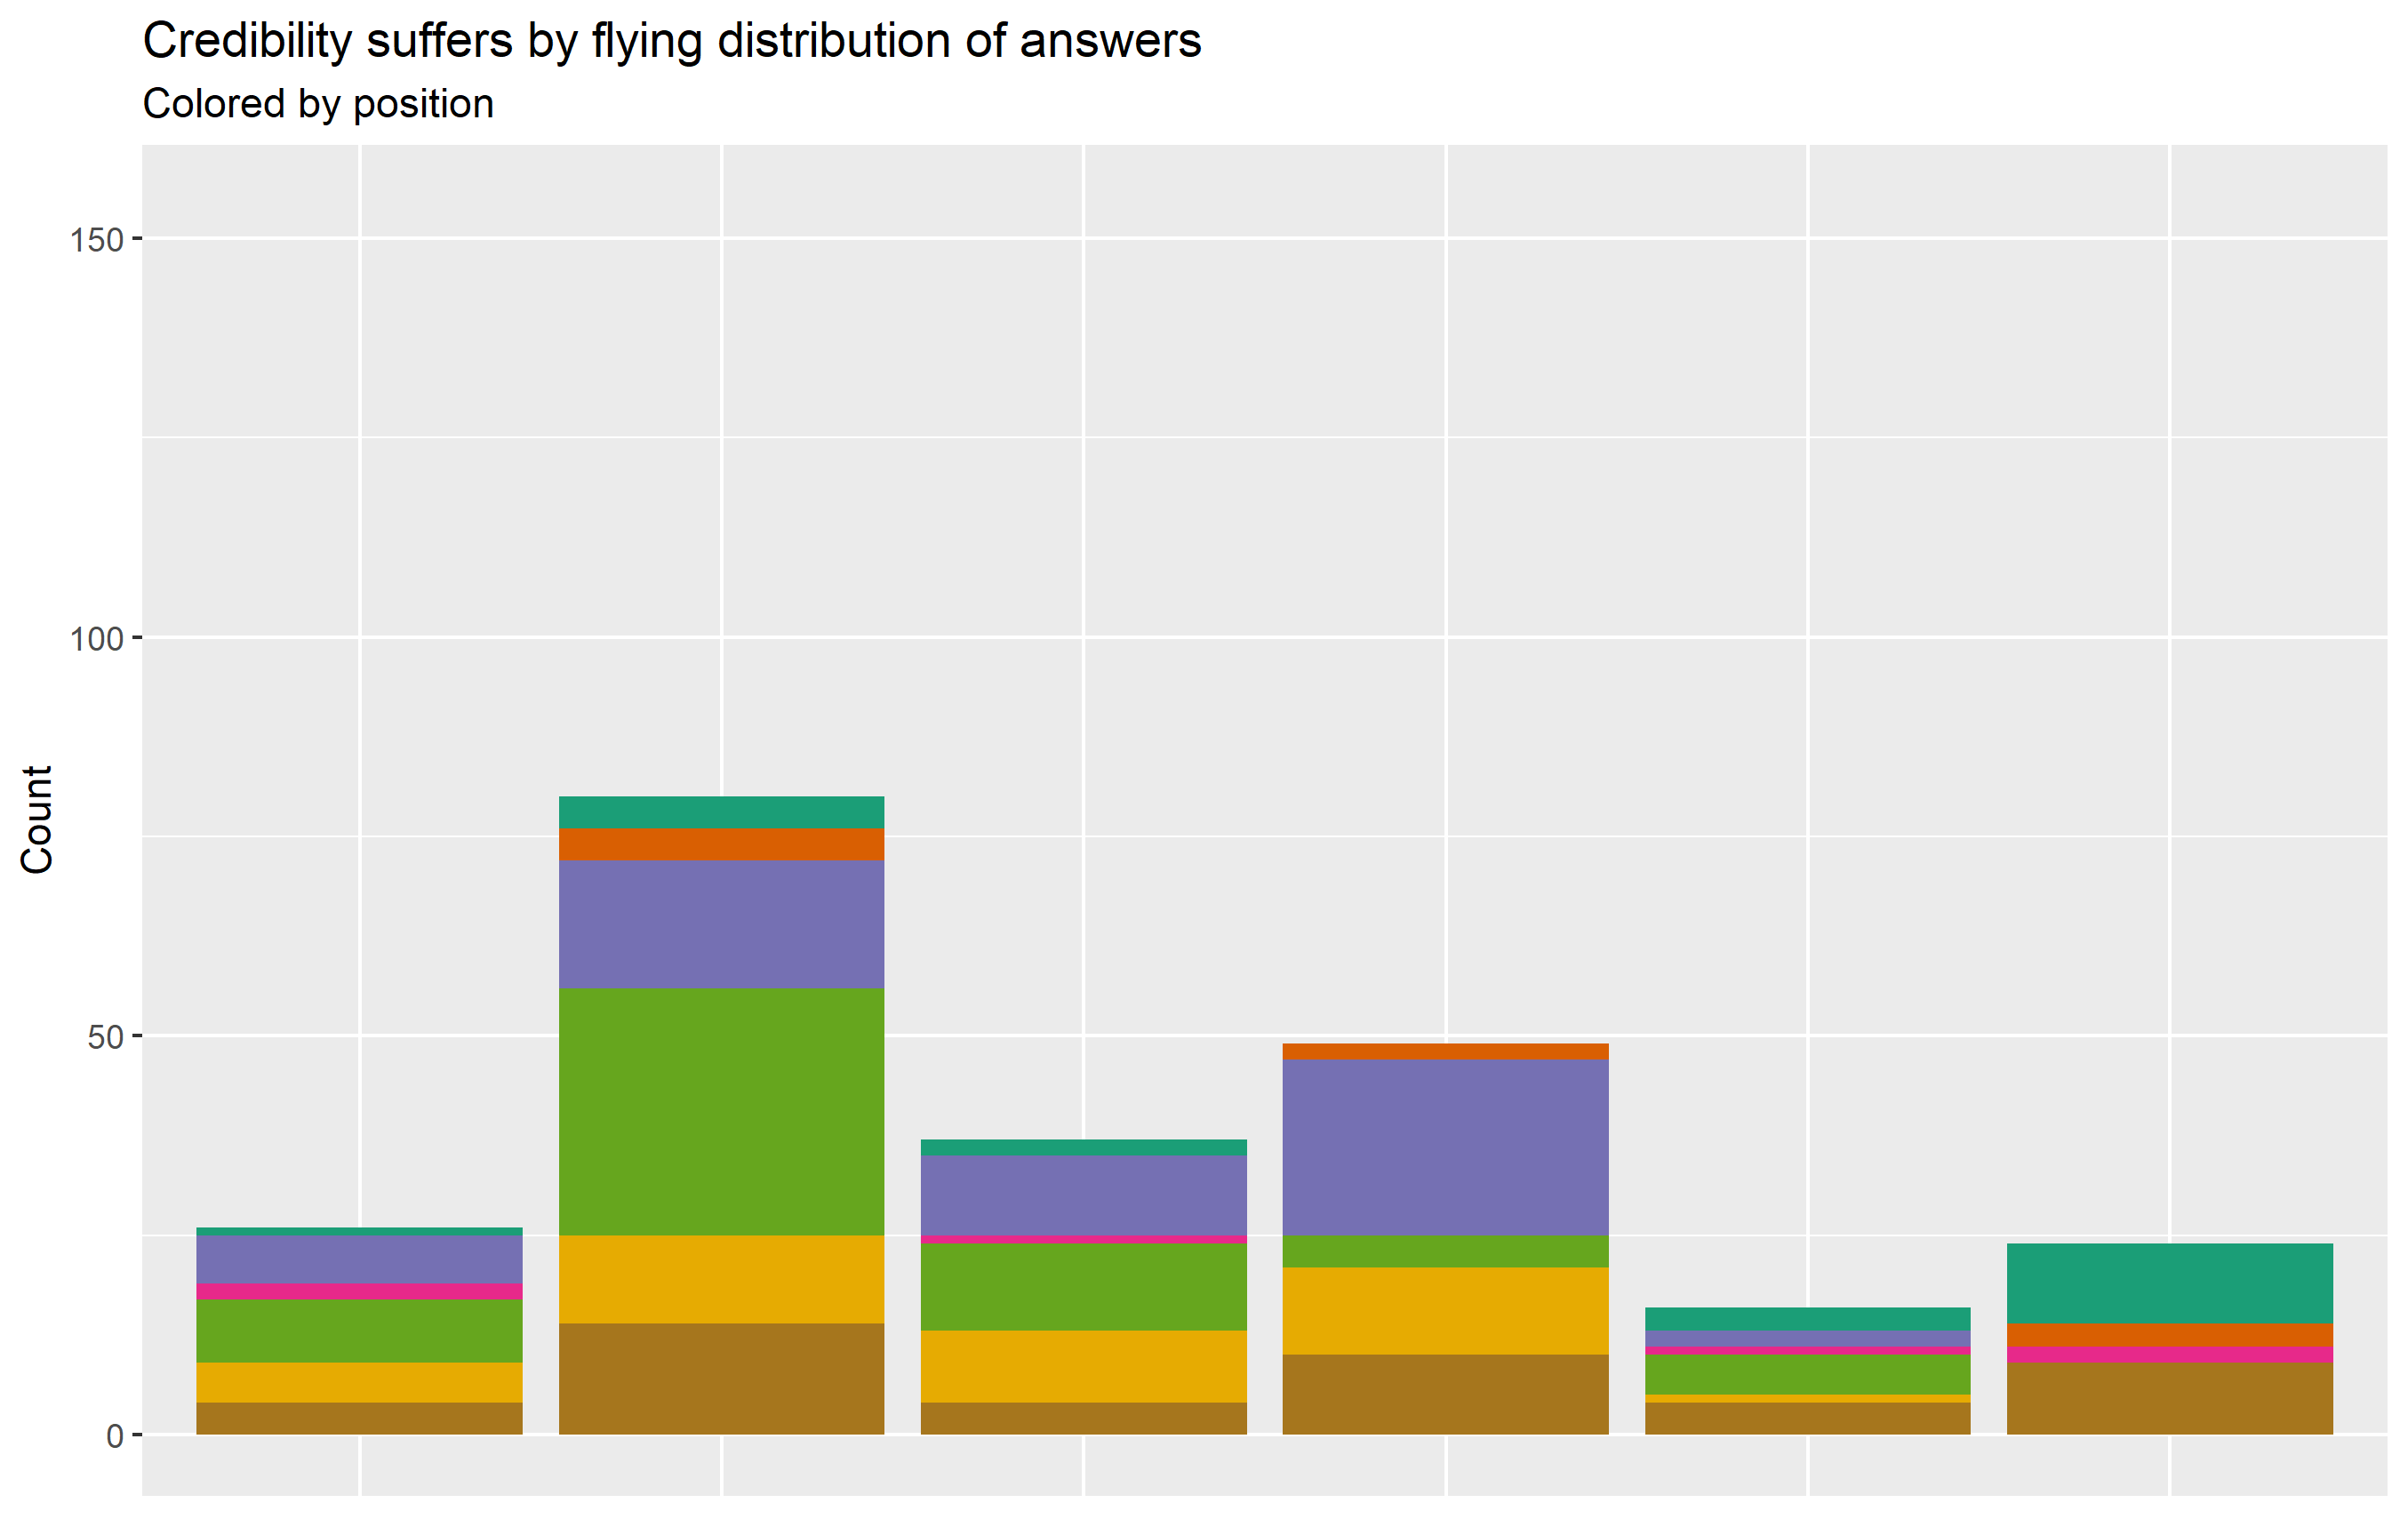 Credibility suffers by flying distribution of answers
Colored by position
150
100
50
0
Count